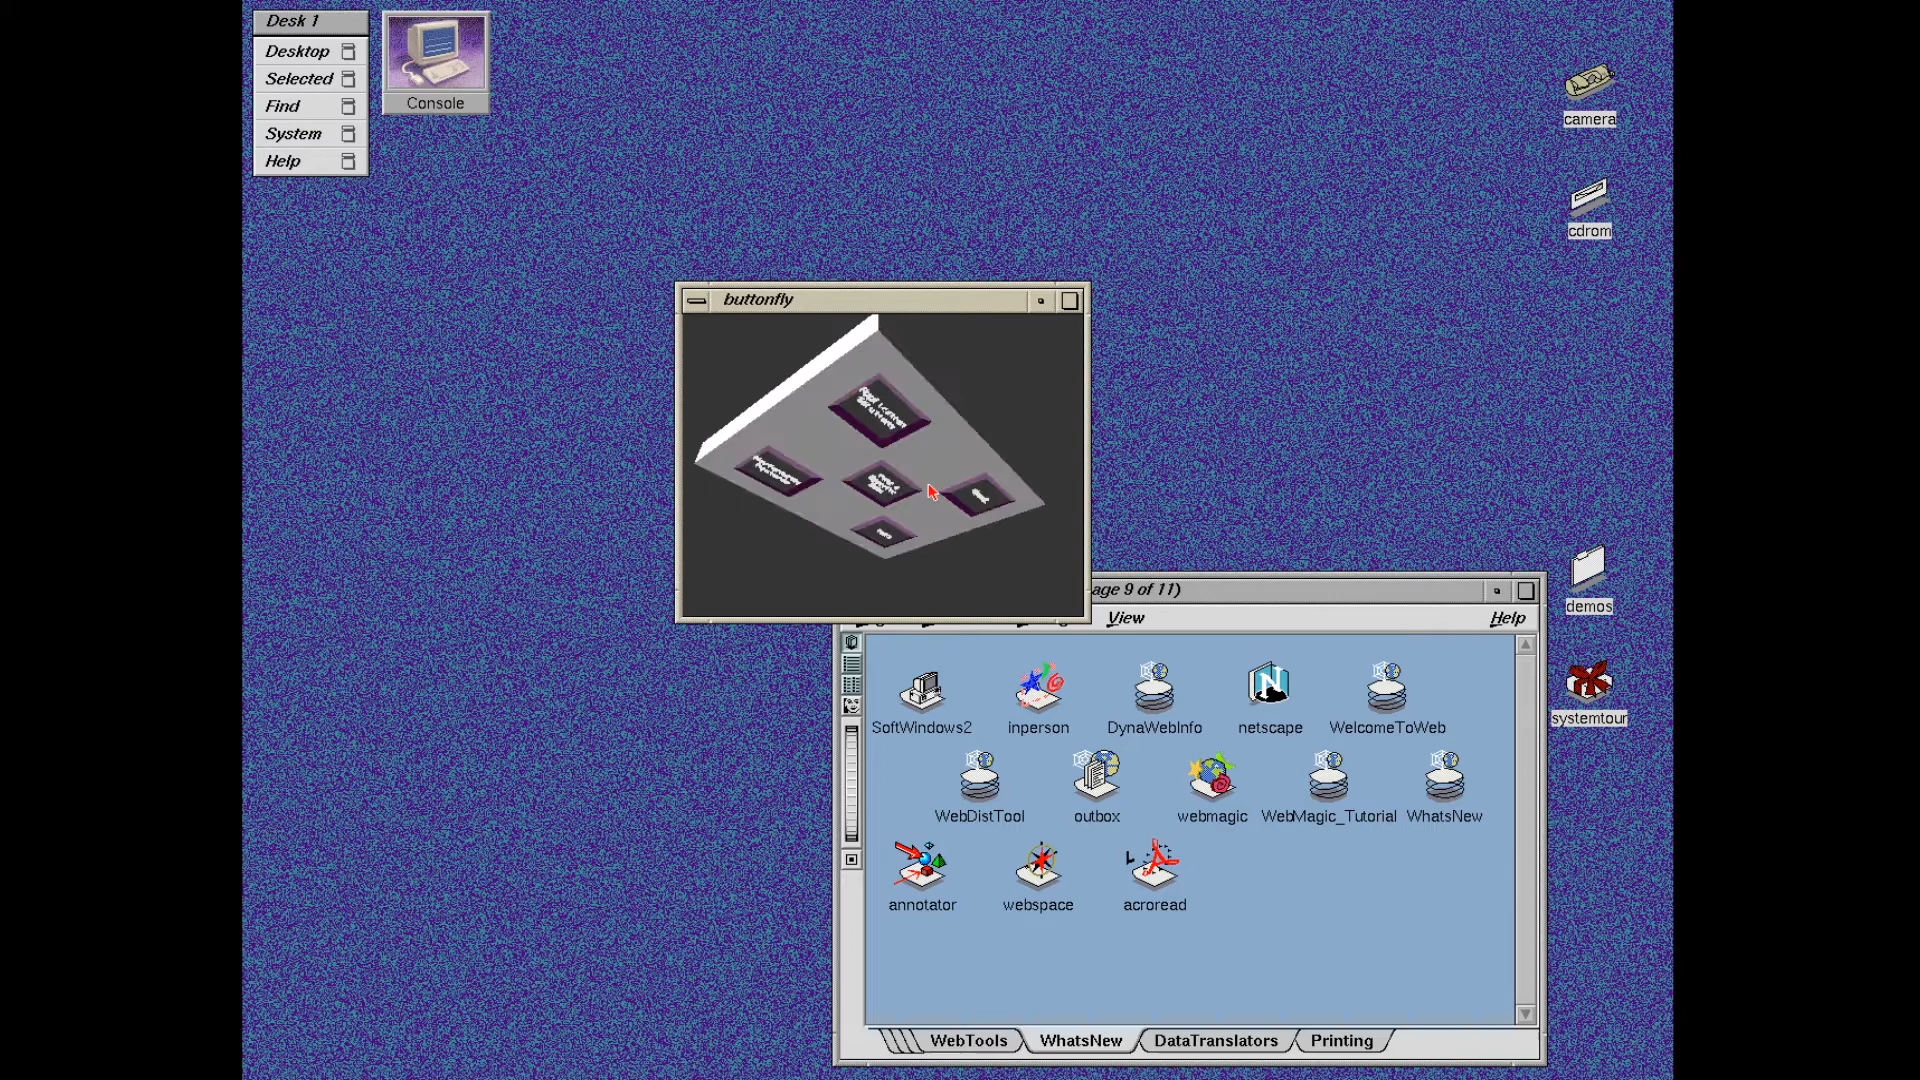 Desk 1
Desktop
Selected
Find
System
Help
Console
camera
cdrom
buttonfly
age 9 of 11)
View
Help
demos
systemtour
SoftWindows2
inperson
DynaWebInfo
netscape
WelcomeToWeb
WebDistTool
outbox
webmagic
WebMagic_Tutorial
WhatsNew
annotator
webspace
acroread
WebTools
WhatsNew
DataTranslators
Printing